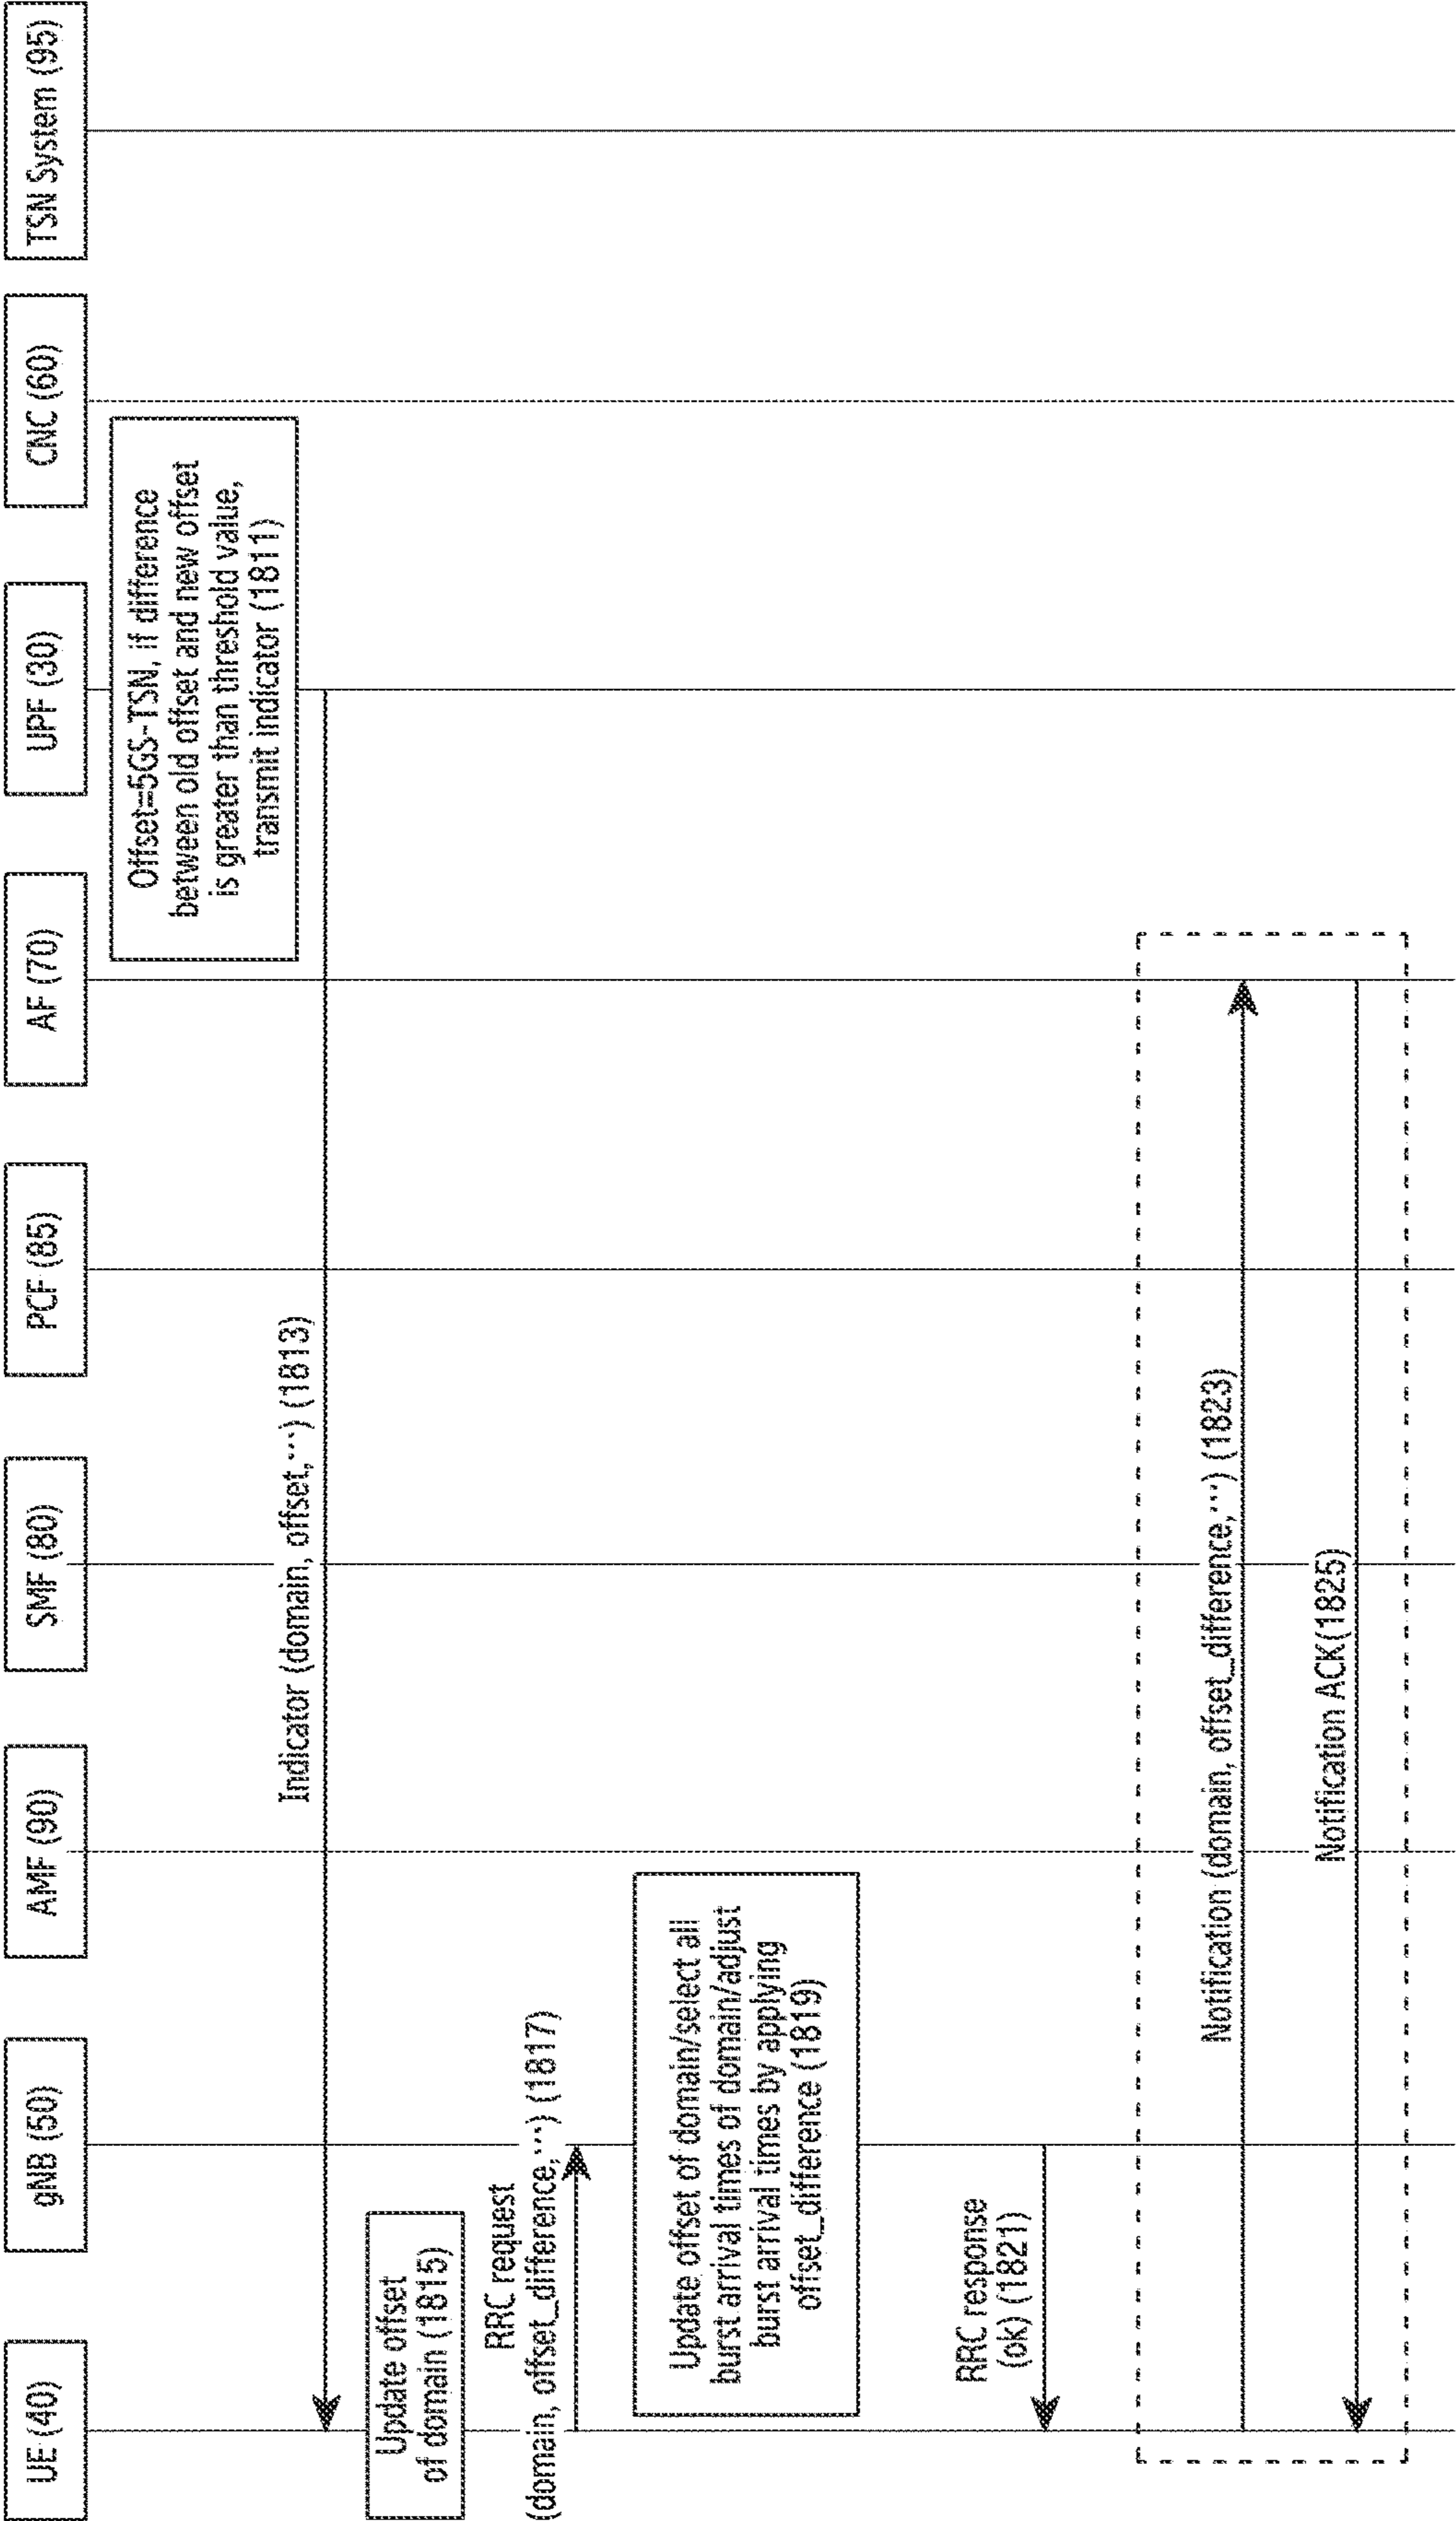 UE (40)
gNB (50)
AMF (90)
SMF (80)
PCF (85)
AF (70)
UPF (30)
CNC (60)
TSN System (95)
Offset=5GS-TSN, if difference
between old offset and new offset
is greater than threshold value,
transmit indicator (1811)
Indicator (domain, offset,⋯) (1813)
Update offset
of domain (1815)
RRC request
(domain, offset_difference,⋯) (1817)
Update offset of domain/select all
burst arrival times of domain/adjust
burst arrival times by applying
offset_difference (1819)
RRC response
(ok) (1821)
Notification (domain, offset_difference,⋯) (1823)
Notification ACK(1825)